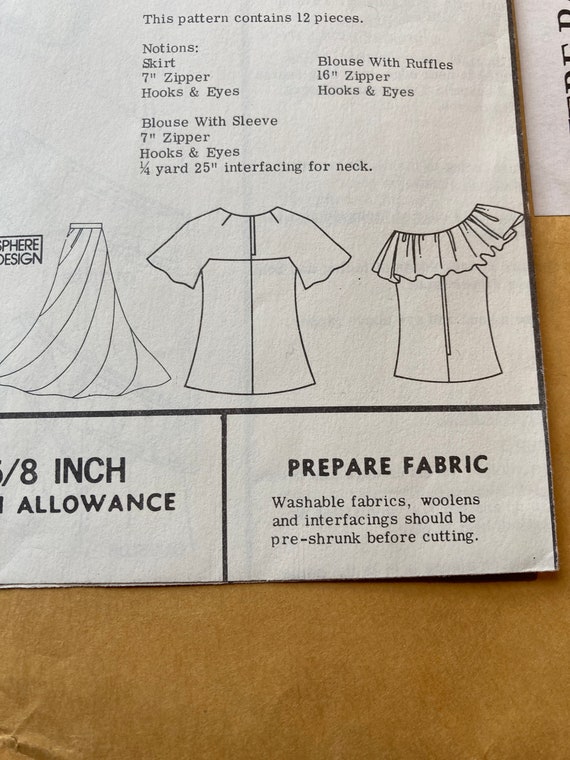 This pattern contains 12 pieces.
Notions:
Skirt
7" Zipper
Hooks & Eyes
Blouse With Ruffles
16" Zipper
Hooks & Eyes
Blouse With Sleeve
7" Zipper
Hooks & Eyes
¼ yard 25" interfacing for neck.
SPHERE
DESIGN
5/8 INCH
ALLOWANCE
PREPARE FABRIC
Washable fabrics, woolens
and interfacings should be
pre-shrunk before cutting.